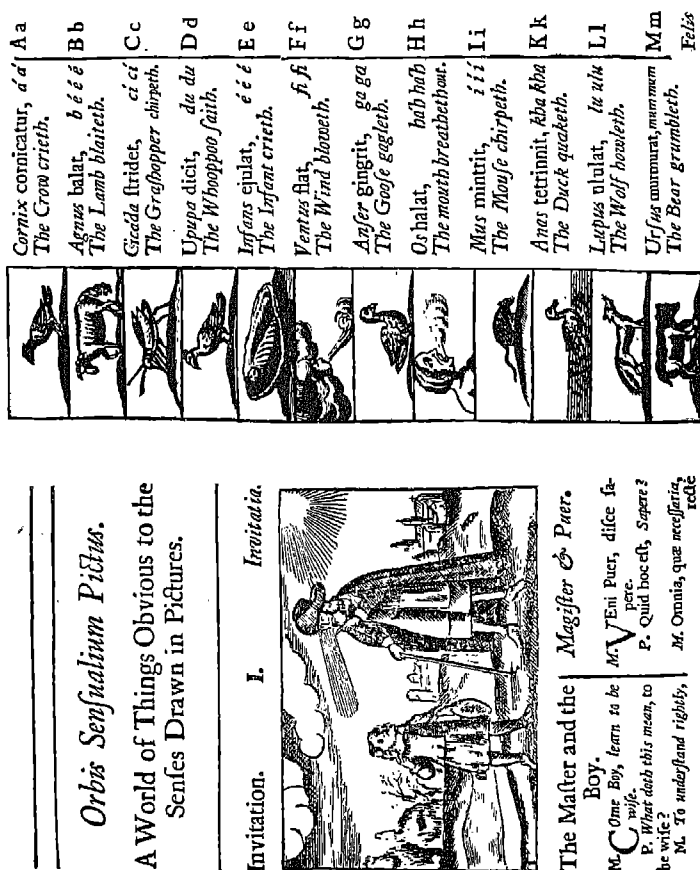 Orbis Senſualium Pictus.
A World of Things Obvious to the
Senſes Drawn in Pictures.
Invitation. I. Invitatio.
The Maſter and the
Boy.
M. COme Boy, learn to be
wiſe.
P. What doth this mean, to
be wiſe?
M. To underſtand rightly,
Magiſter & Puer.
M. VEni Puer, diſce ſa-
pere.
P. Quid hoc eſt, Sapere?
M. Omnia, quæ neceſſaria,
rectè
Cornix cornicatur, á á A a
The Crow crieth.
Agnus balat, b é é é B b
The Lamb blaiteth.
Cicàda ſtridet, ci ci C c
The Graſhopper chirpeth.
Upupa dicit, du du D d
The Whooppoo ſaith.
Infans ejulat, é é é E e
The Infant crieth.
Ventus flat, fi fi F f
The Wind bloweth.
Anſer gingrit, ga ga G g
The Gooſe gagleth.
Os halat, ha'h ha'h H h
The mouth breatheth out.
Mus mintrit, í í í I i
The Mouſe chirpeth.
Anas tetrinnit, kha kha K k
The Duck quaketh.
Lupus ululat, lu ulu L l
The Wolf howleth.
Urſus murmurat, mummum M m
The Bear grumbleth.
Felis